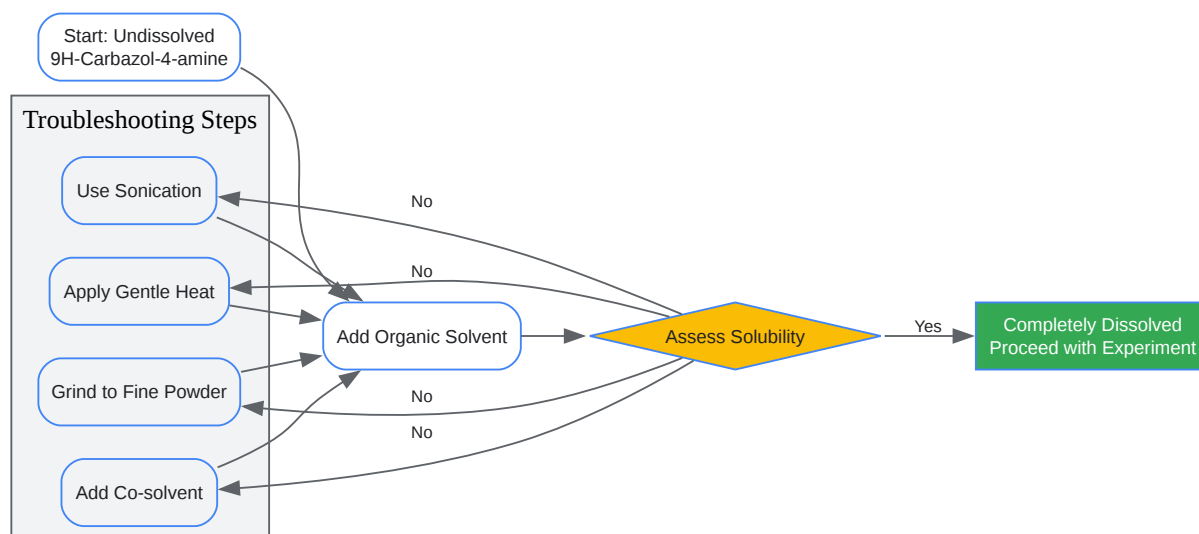 Start: Undissolved
9H-Carbazol-4-amine
Troubleshooting Steps
Use Sonication
Apply Gentle Heat
Grind to Fine Powder
Add Co-solvent
No
No
No
No
Add Organic Solvent
Assess Solubility
Yes
Completely Dissolved
Proceed with Experiment